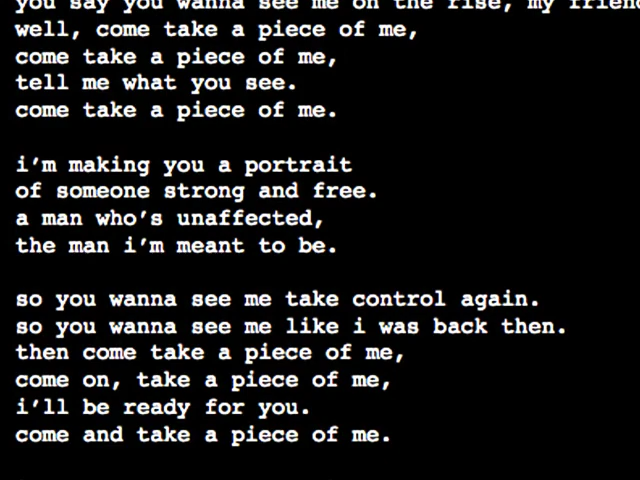 you say you wanna see me on the rise, my friend
well, come take a piece of me,
come take a piece of me,
tell me what you see.
come take a piece of me.

i’m making you a portrait
of someone strong and free.
a man who’s unaffected,
the man i’m meant to be.

so you wanna see me take control again.
so you wanna see me like i was back then.
then come take a piece of me,
come on, take a piece of me,
i’ll be ready for you.
come and take a piece of me.